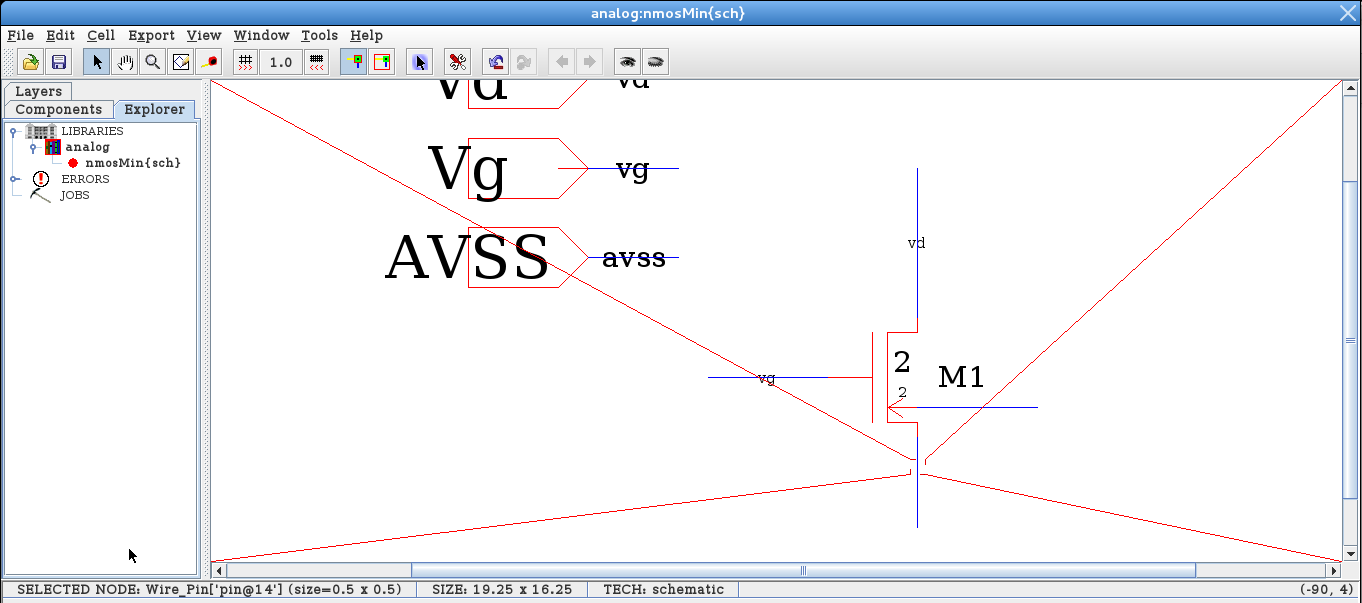 analog:nmosMin{sch}
File Edit Cell Export View Window Tools Help
1.0
Layers
Components Explorer
LIBRARIES
analog
nmosMin{sch}
ERRORS
JOBS
Vd vd
Vg vg
AVSS avss
vd
2
2
M1
vg
SELECTED NODE: Wire_Pin['pin@14'] (size=0.5 x 0.5) SIZE: 19.25 x 16.25 TECH: schematic (-90, 4)